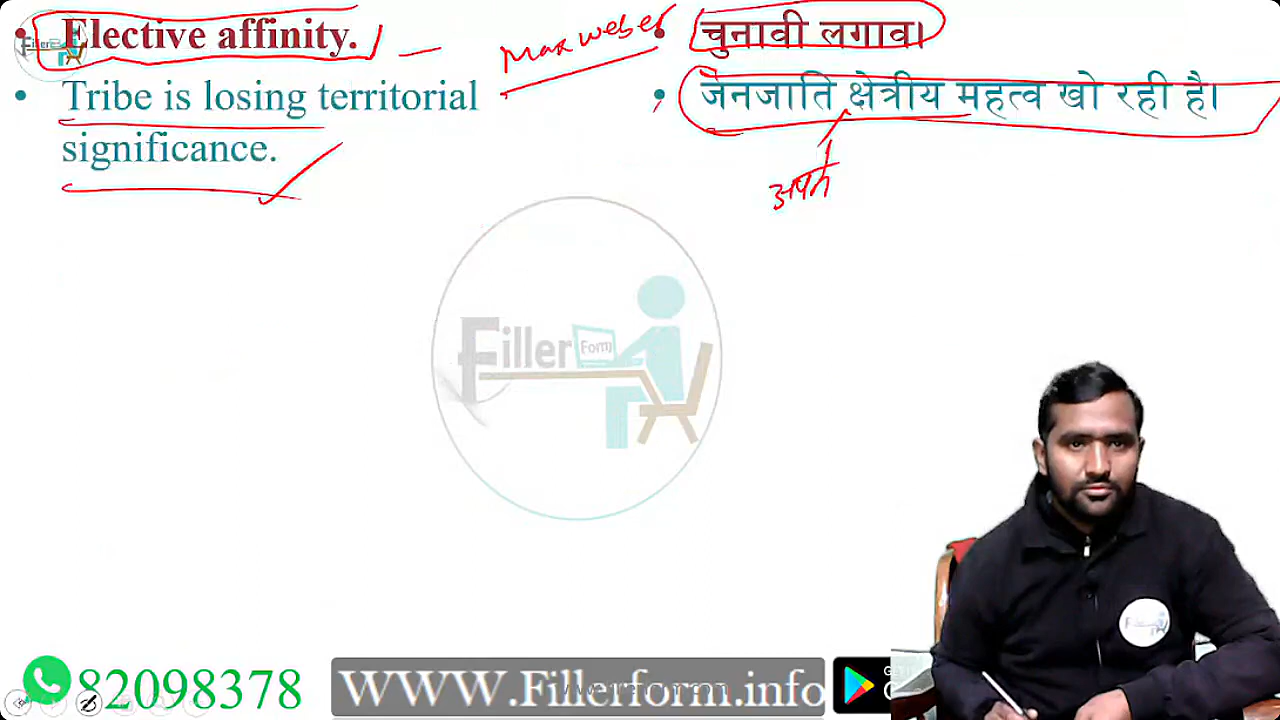 • Elective affinity.
Max weber
• चुनावी लगाव।
• Tribe is losing territorial
significance.
• जनजाति क्षेत्रीय महत्व खो रही है।
Filler Form
82098378
WWW.Fillerform.info